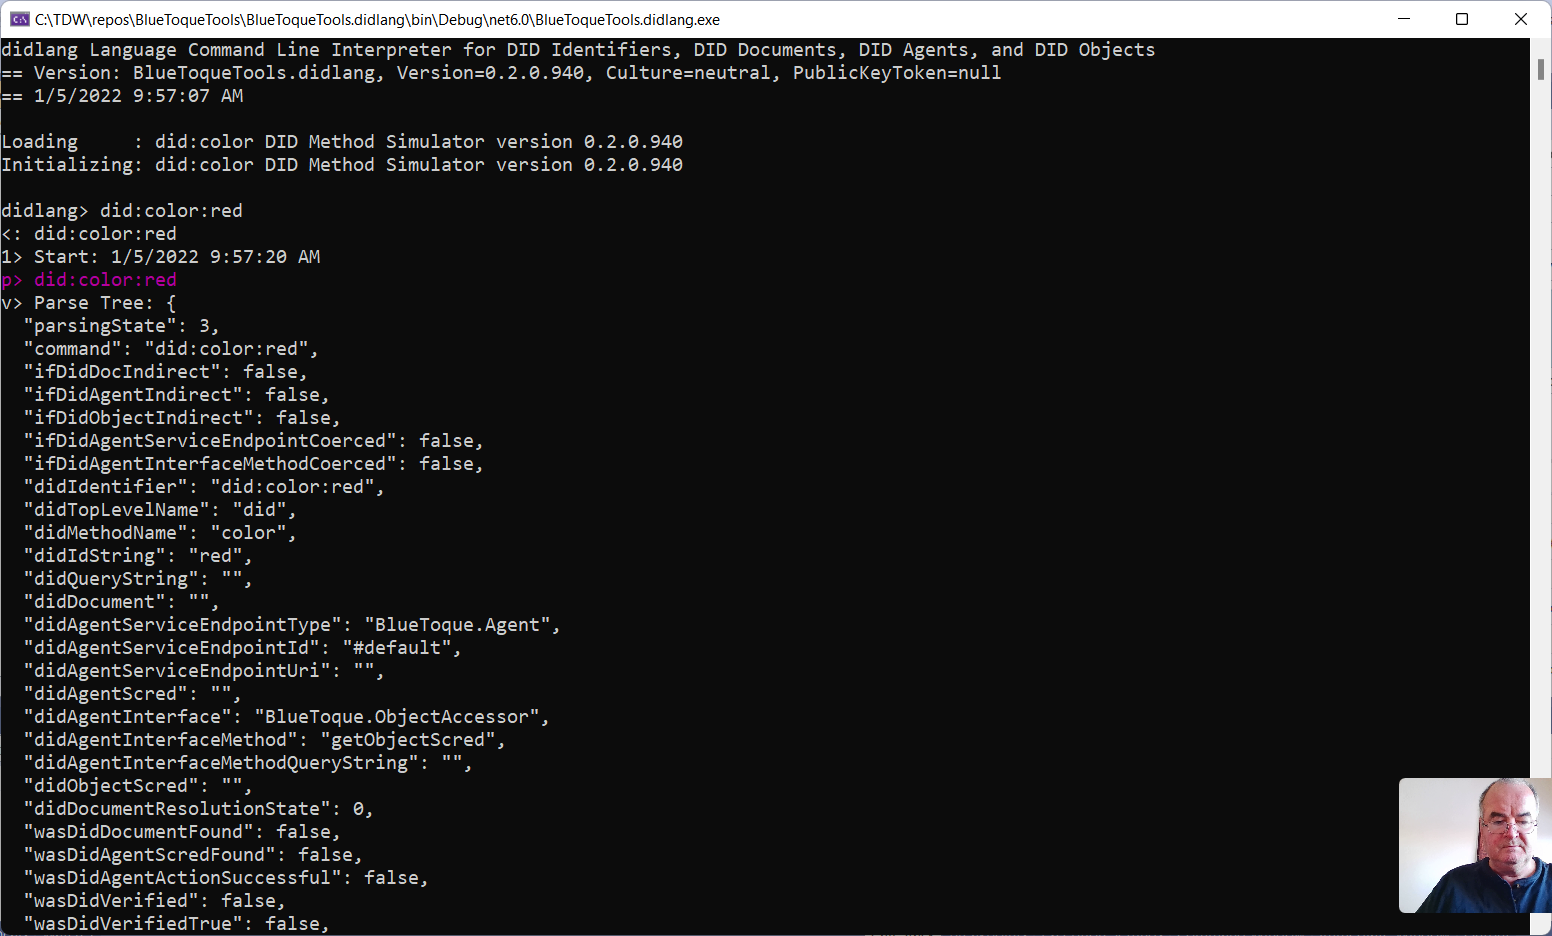 C:\TDW\repos\BlueToqueTools\BlueToqueTools.didlang\bin\Debug\net6.0\BlueToqueTools.didlang.exe
didlang Language Command Line Interpreter for DID Identifiers, DID Documents, DID Agents, and DID Objects
== Version: BlueToqueTools.didlang, Version=0.2.0.940, Culture=neutral, PublicKeyToken=null
== 1/5/2022 9:57:07 AM
Loading     : did:color DID Method Simulator version 0.2.0.940
Initializing: did:color DID Method Simulator version 0.2.0.940
didlang> did:color:red
<: did:color:red
1> Start: 1/5/2022 9:57:20 AM
p> did:color:red
v> Parse Tree: {
  "parsingState": 3,
  "command": "did:color:red",
  "ifDidDocIndirect": false,
  "ifDidAgentIndirect": false,
  "ifDidObjectIndirect": false,
  "ifDidAgentServiceEndpointCoerced": false,
  "ifDidAgentInterfaceMethodCoerced": false,
  "didIdentifier": "did:color:red",
  "didTopLevelName": "did",
  "didMethodName": "color",
  "didIdString": "red",
  "didQueryString": "",
  "didDocument": "",
  "didAgentServiceEndpointType": "BlueToque.Agent",
  "didAgentServiceEndpointId": "#default",
  "didAgentServiceEndpointUri": "",
  "didAgentScred": "",
  "didAgentInterface": "BlueToque.ObjectAccessor",
  "didAgentInterfaceMethod": "getObjectScred",
  "didAgentInterfaceMethodQueryString": "",
  "didObjectScred": "",
  "didDocumentResolutionState": 0,
  "wasDidDocumentFound": false,
  "wasDidAgentScredFound": false,
  "wasDidAgentActionSuccessful": false,
  "wasDidVerified": false,
  "wasDidVerifiedTrue": false,